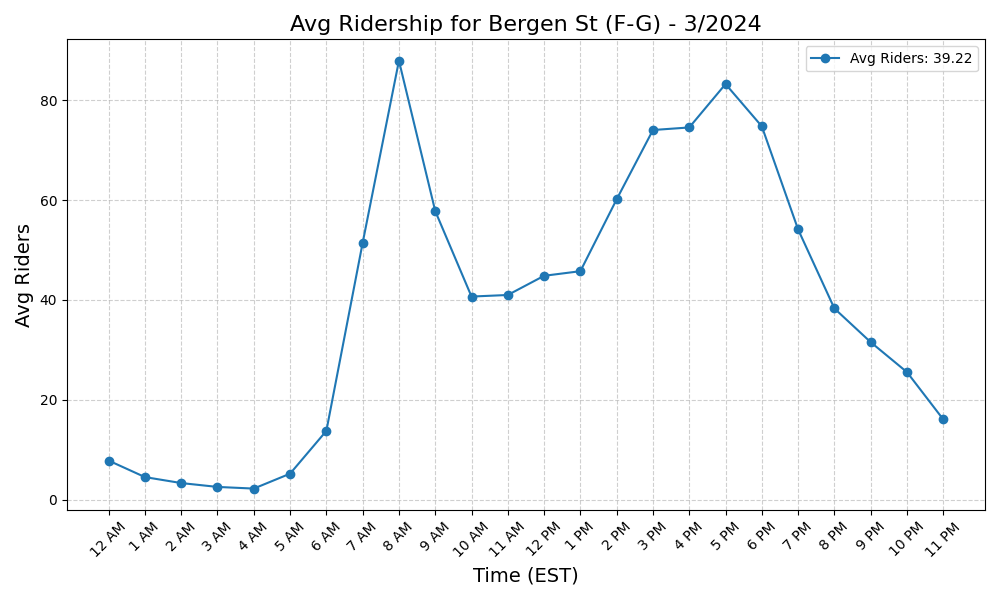 Avg Ridership for Bergen St (F-G) - 3/2024
Avg Riders: 39.22
Avg Riders
80
60
40
20
0
12 AM
1 AM
2 AM
3 AM
4 AM
5 AM
6 AM
7 AM
8 AM
9 AM
10 AM
11 AM
12 PM
1 PM
2 PM
3 PM
4 PM
5 PM
6 PM
7 PM
8 PM
9 PM
10 PM
11 PM
Time (EST)